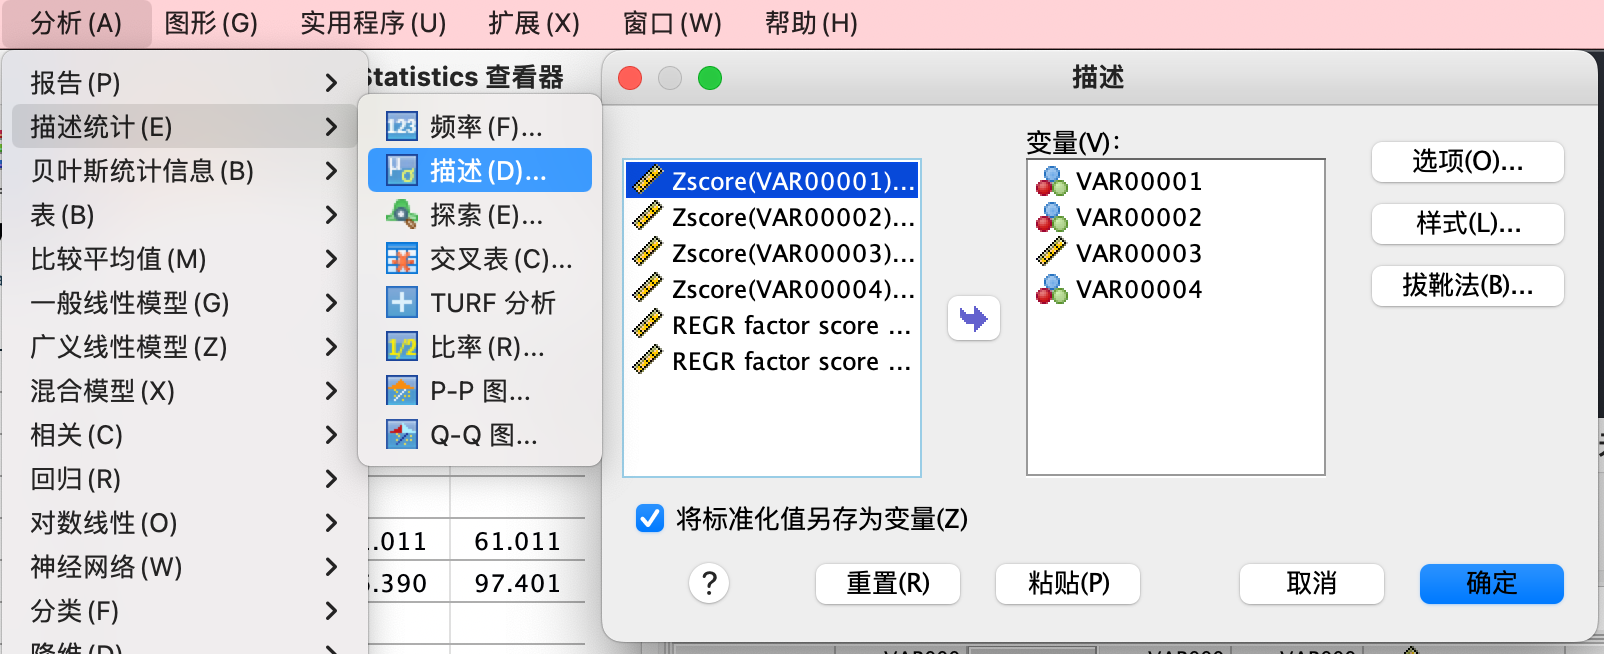 分析(A) 图形(G) 实用程序(U) 扩展(X) 窗口(W) 帮助(H)
报告(P)
描述统计(E)
贝叶斯统计信息(B)
表(B)
比较平均值(M)
一般线性模型(G)
广义线性模型(Z)
混合模型(X)
相关(C)
回归(R)
对数线性(O)
神经网络(W)
分类(F)
降维(D)
Statistics 查看器
123 频率(F)...
μσ 描述(D)...
探索(E)...
交叉表(C)...
TURF 分析
1/2 比率(R)...
P-P 图...
Q-Q 图...
.011 61.011
.390 97.401
描述
Zscore(VAR00001)...
Zscore(VAR00002)...
Zscore(VAR00003)...
Zscore(VAR00004)...
REGR factor score ...
REGR factor score ...
变量(V):
VAR00001
VAR00002
VAR00003
VAR00004
选项(O)...
样式(L)...
拔靴法(B)...
将标准化值另存为变量(Z)
? 重置(R) 粘贴(P) 取消 确定